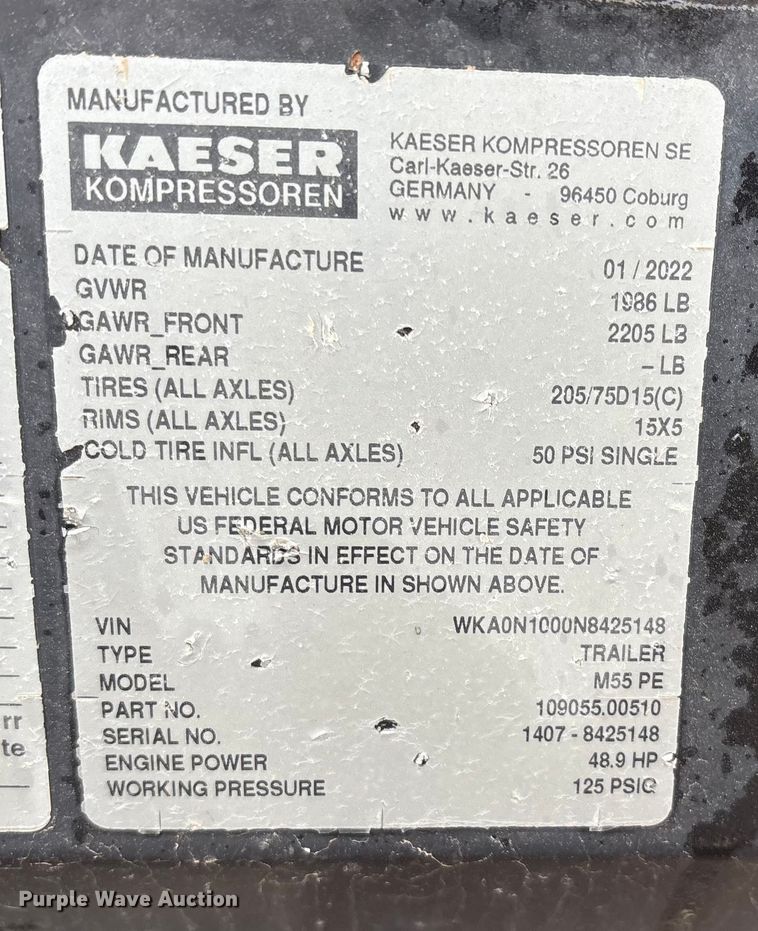 MANUFACTURED BY
KAESER
KOMPRESSOREN
KAESER KOMPRESSOREN SE
Carl-Kaeser-Str. 26
GERMANY - 96450 Coburg
www.kaeser.com
DATE OF MANUFACTURE 01 / 2022
GVWR 1986 LB
GAWR_FRONT 2205 LB
GAWR_REAR – LB
TIRES (ALL AXLES) 205/75D15(C)
RIMS (ALL AXLES) 15X5
COLD TIRE INFL (ALL AXLES) 50 PSI SINGLE
THIS VEHICLE CONFORMS TO ALL APPLICABLE
US FEDERAL MOTOR VEHICLE SAFETY
STANDARDS IN EFFECT ON THE DATE OF
MANUFACTURE IN SHOWN ABOVE.
VIN WKA0N1000N8425148
TYPE TRAILER
MODEL M55 PE
PART NO. 109055.00510
SERIAL NO. 1407 - 8425148
ENGINE POWER 48.9 HP
WORKING PRESSURE 125 PSIG
rr
te
Purple Wave Auction